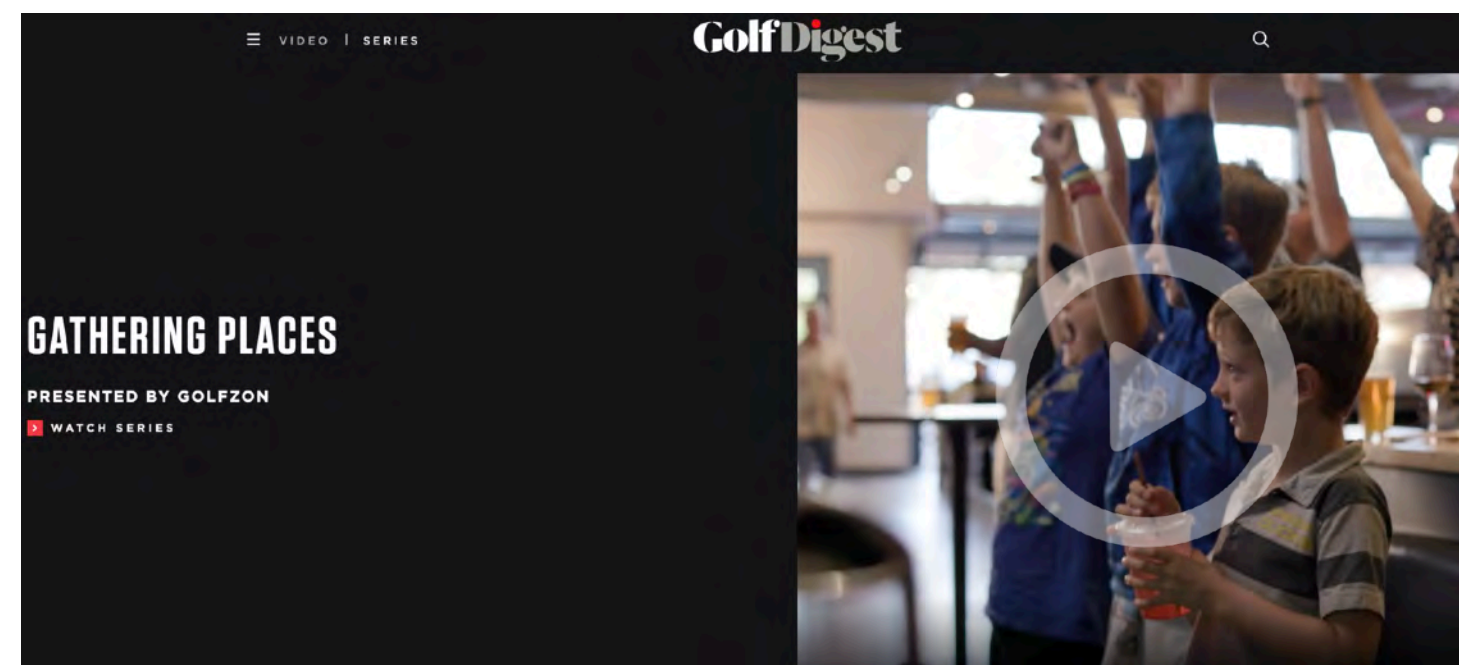 VIDEO | SERIES
GolfDigest
GATHERING PLACES
PRESENTED BY GOLFZON
WATCH SERIES